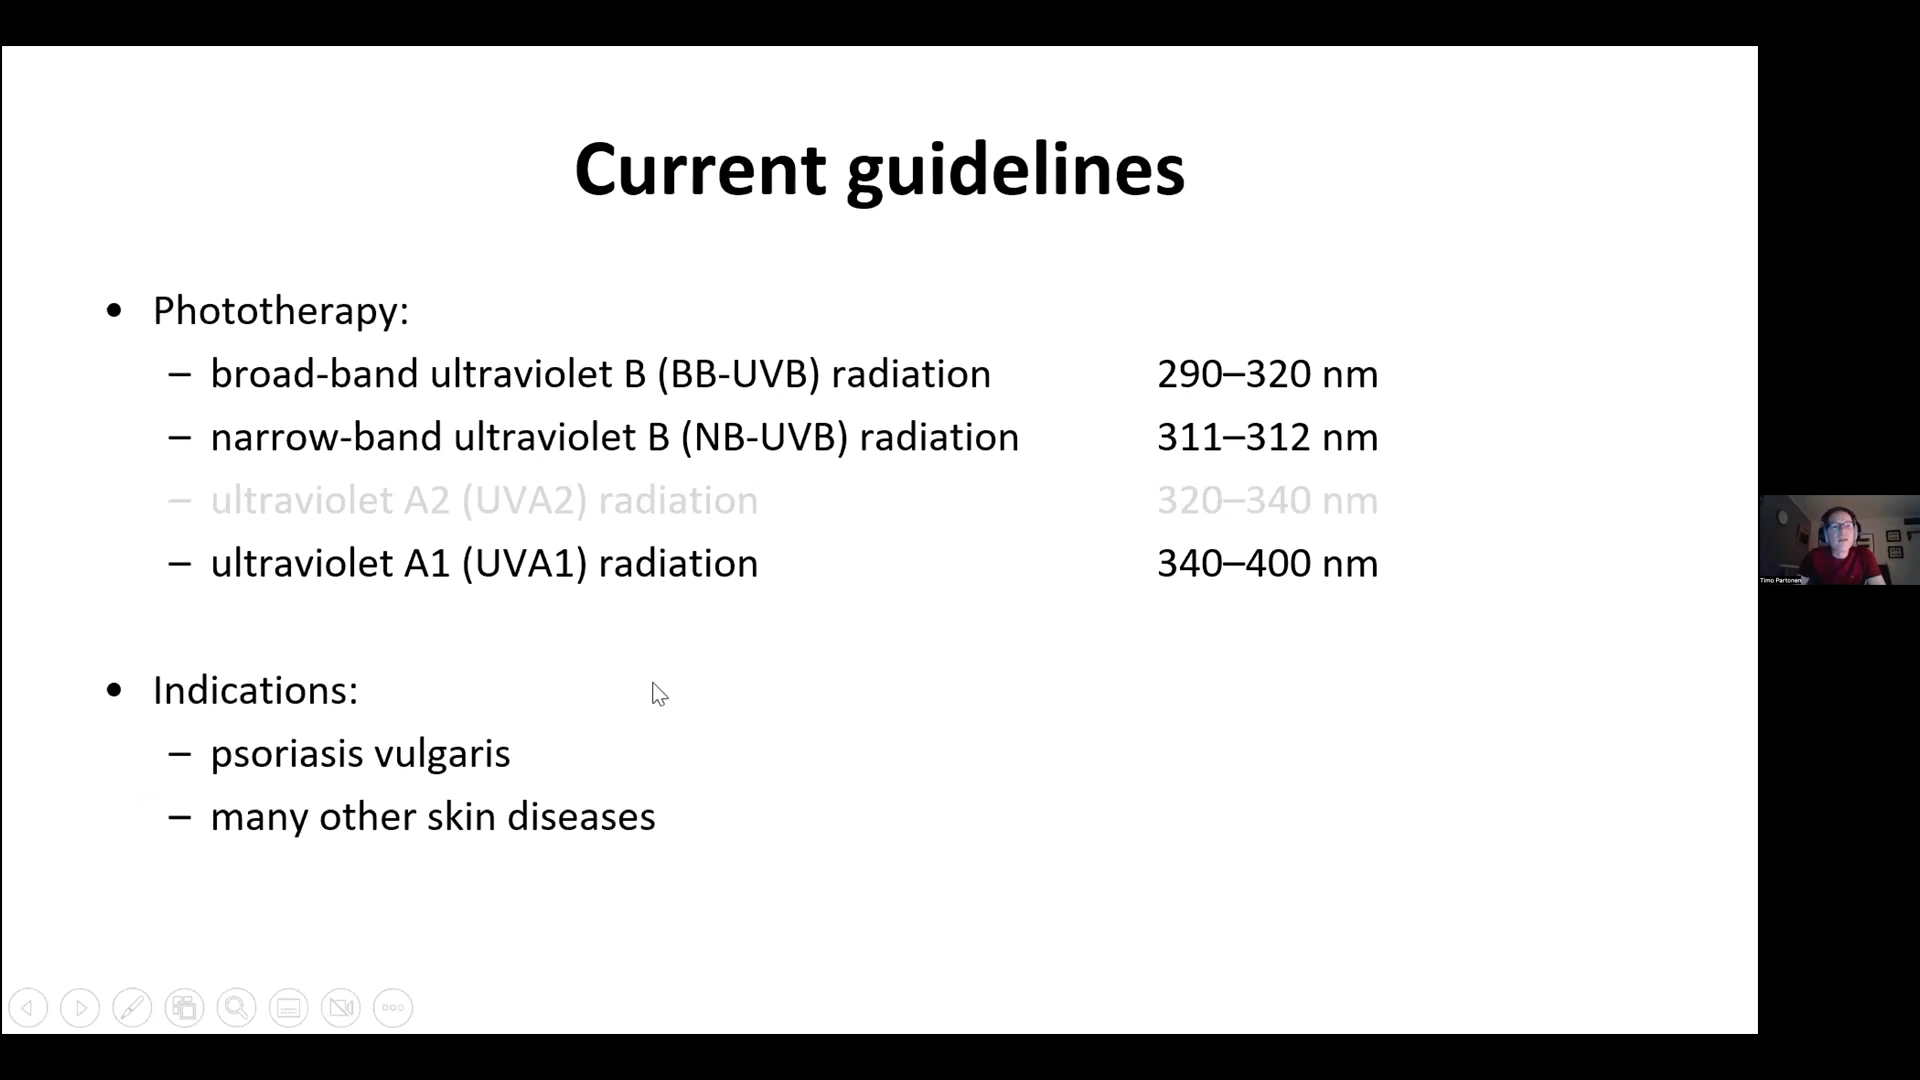 Current guidelines
• Phototherapy:
– broad-band ultraviolet B (BB-UVB) radiation 290–320 nm
– narrow-band ultraviolet B (NB-UVB) radiation 311–312 nm
– ultraviolet A2 (UVA2) radiation 320–340 nm
– ultraviolet A1 (UVA1) radiation 340–400 nm
• Indications:
– psoriasis vulgaris
– many other skin diseases
Timo Partonen